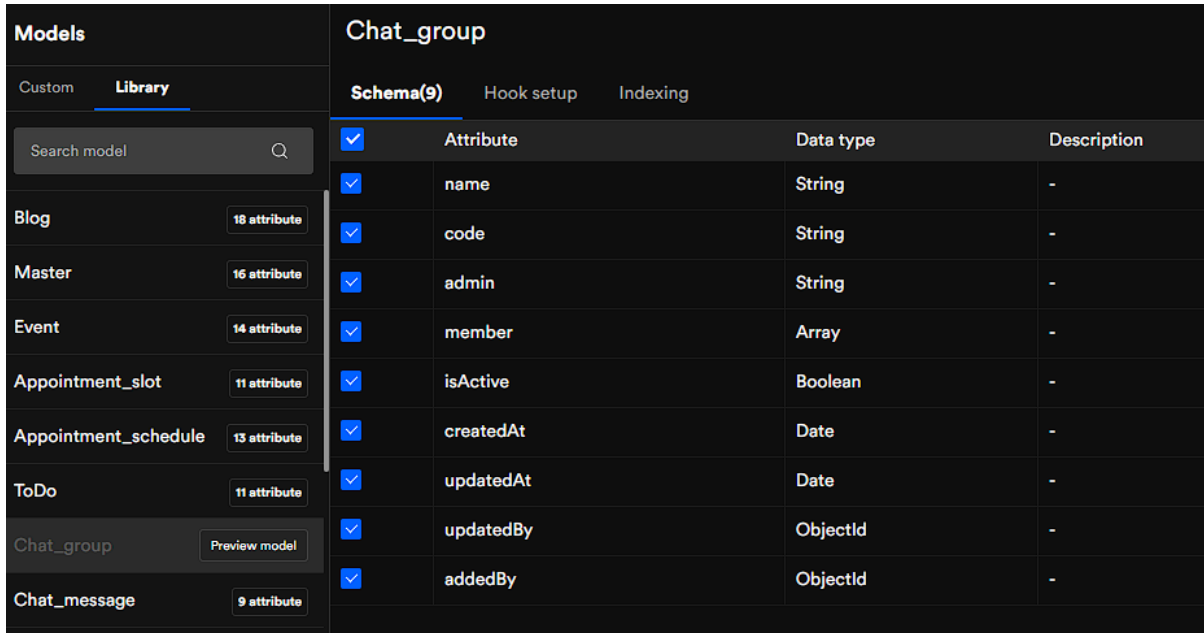 Models
Custom Library
Search model
Blog 18 attribute
Master 16 attribute
Event 14 attribute
Appointment_slot 11 attribute
Appointment_schedule 13 attribute
ToDo 11 attribute
Chat_group Preview model
Chat_message 9 attribute
Chat_group
Schema(9) Hook setup Indexing
Attribute Data type Description
name String -
code String -
admin String -
member Array -
isActive Boolean -
createdAt Date -
updatedAt Date -
updatedBy ObjectId -
addedBy ObjectId -